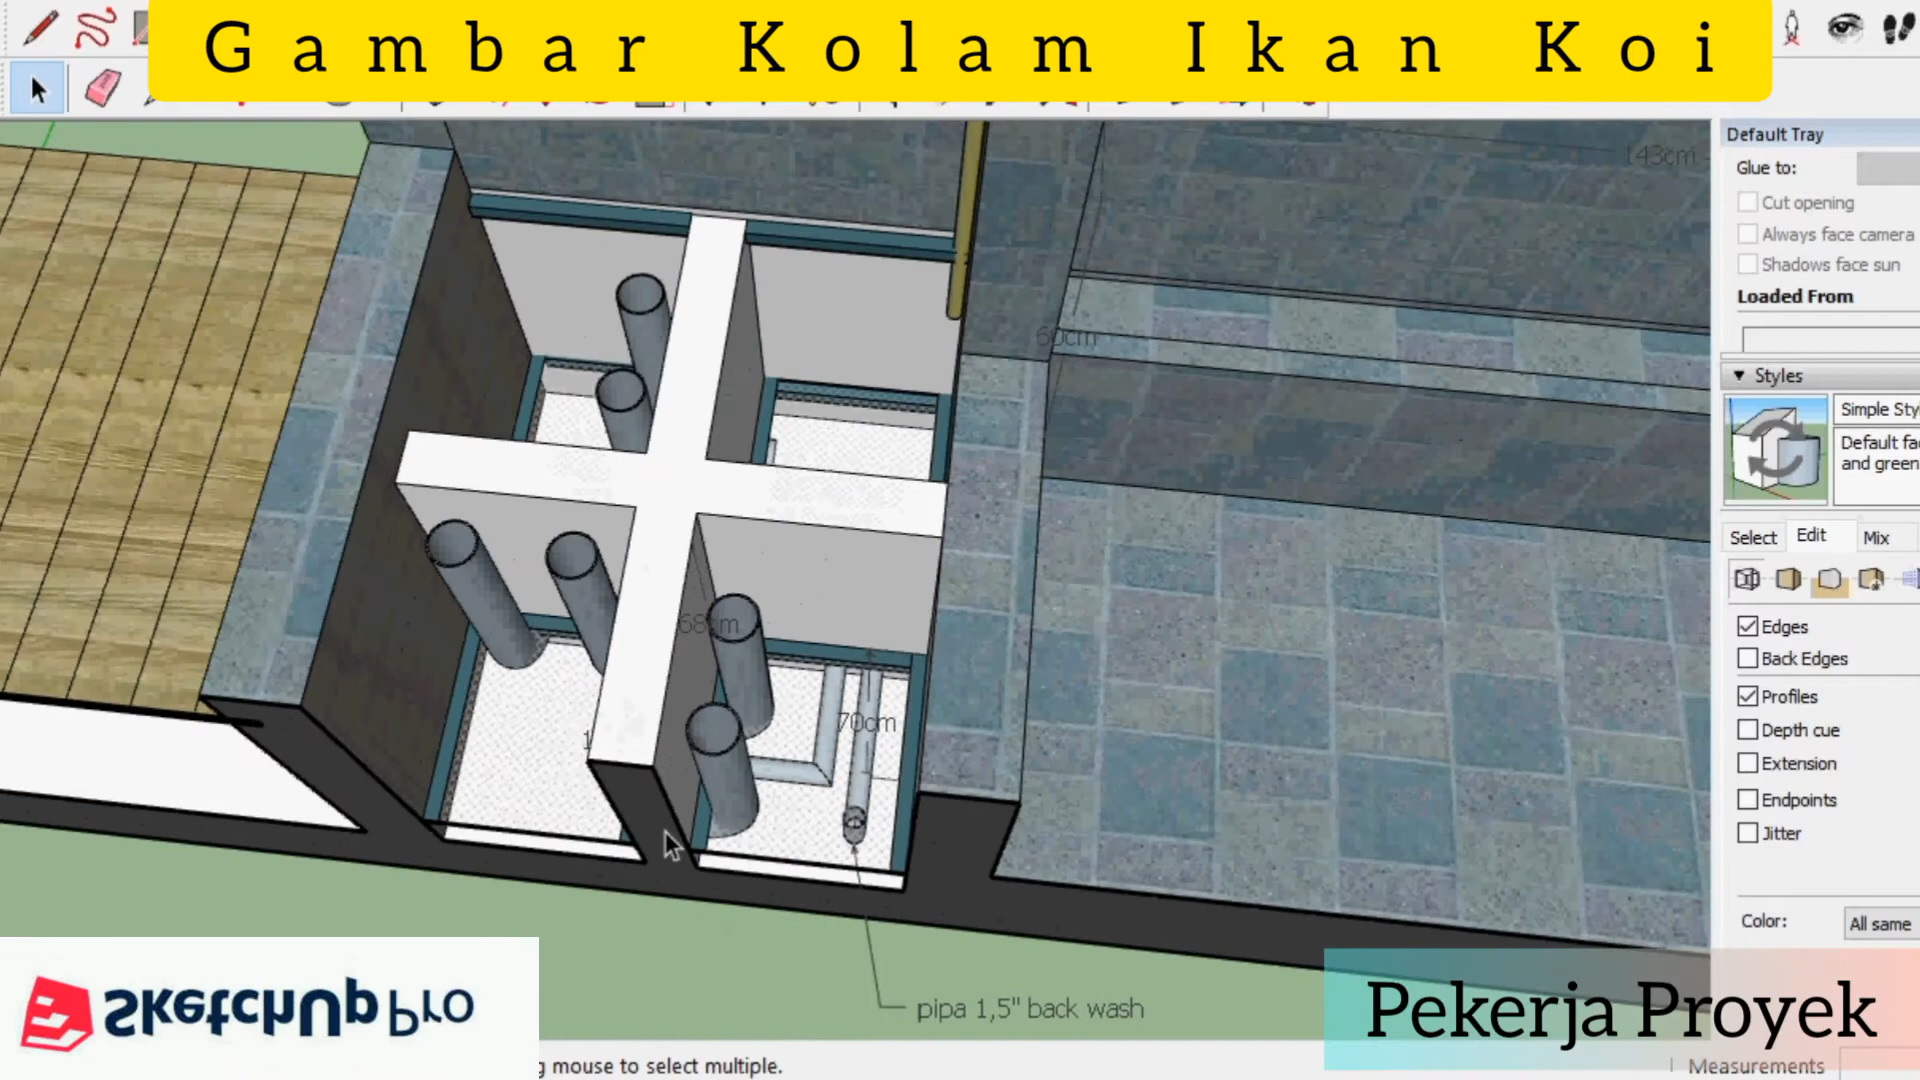 Gambar Kolam Ikan Koi
Default Tray
Glue to:
Cut opening
Always face camera
Shadows face sun
Loaded From
Styles
Simple Sty
Default fa
and green
Select Edit Mix
Edges
Back Edges
Profiles
Depth cue
Extension
Endpoints
Jitter
Color: All same
143cm
60cm
68cm
70cm
pipa 1,5" back wash
SketchUp Pro
Pekerja Proyek
g mouse to select multiple.
Measurements